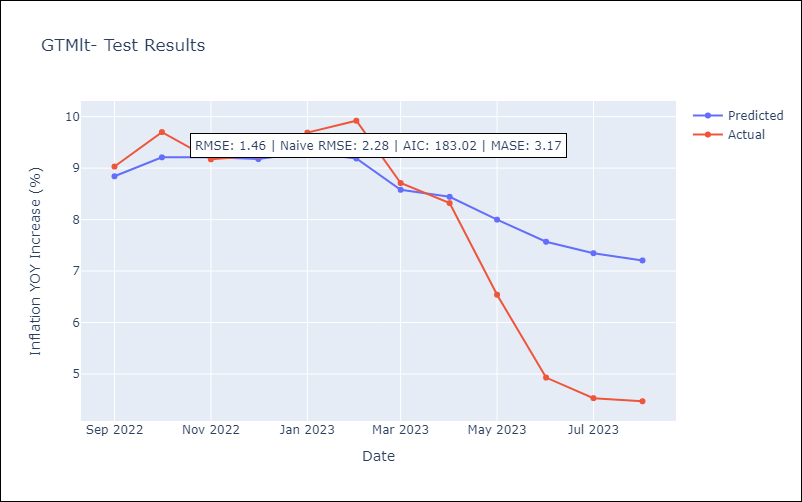 GTMlt- Test Results
Predicted
Actual
RMSE: 1.46 | Naive RMSE: 2.28 | AIC: 183.02 | MASE: 3.17
Inflation YOY Increase (%)
10
9
8
7
6
5
Sep 2022
Nov 2022
Jan 2023
Mar 2023
May 2023
Jul 2023
Date